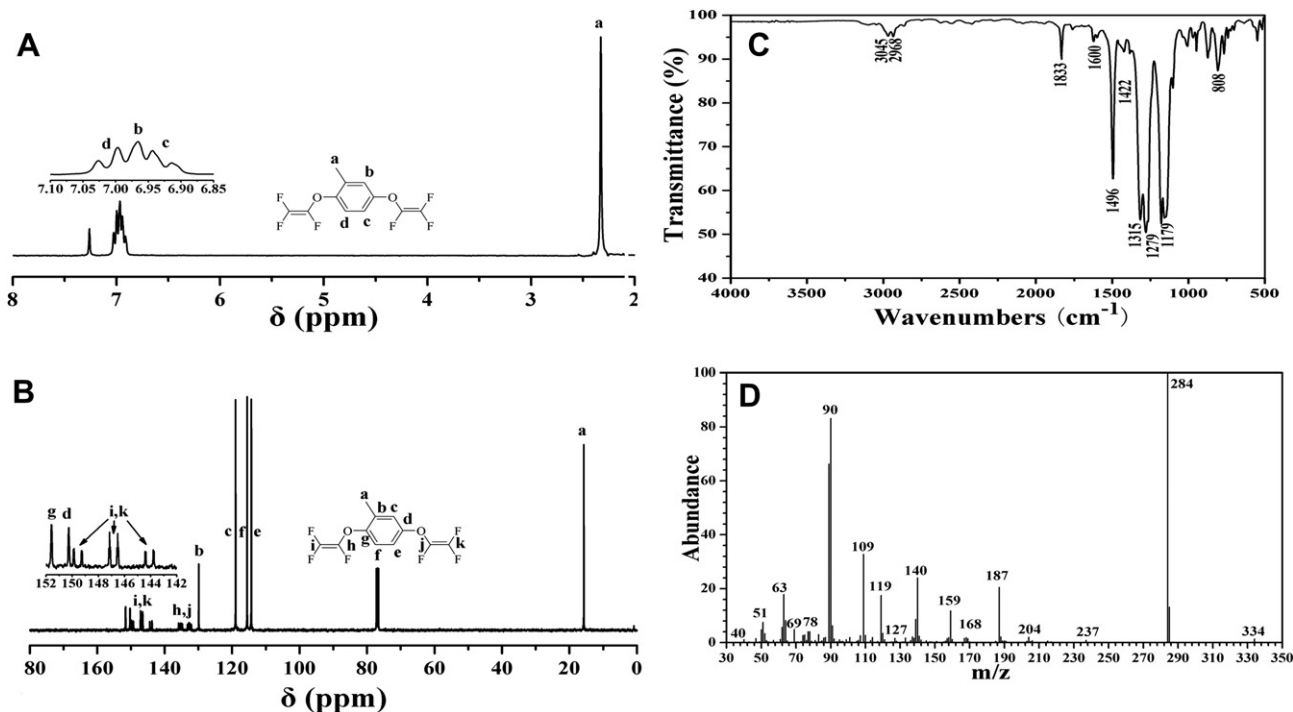 A
a
d b c
7.10 7.05 7.00 6.95 6.90 6.85
a
b
F O
F F
d c
O F
F F
8 7 6 5 4 3 2
δ (ppm)
C
Transmittance (%)
100
90
80
70
60
50
40
3045
2968
1833
1600
1496
1422
1315
1279
1179
808
4000 3500 3000 2500 2000 1500 1000 500
Wavenumbers (cm-1)
B
g d i,k
152 150 148 146 144 142
i,k
h,j
b
c f e
a
a
b c
d
F O
i h g
F F
f e
O F
j k
F F
f
a
180 160 140 120 100 80 60 40 20 0
δ (ppm)
D
Abundance
100
80
60
40
20
0
40
51
63
69
78
90
109
119
127
140
159
168
187
204
237
284
334
30 50 70 90 110 130 150 170 190 210 230 250 270 290 310 330 350
m/z